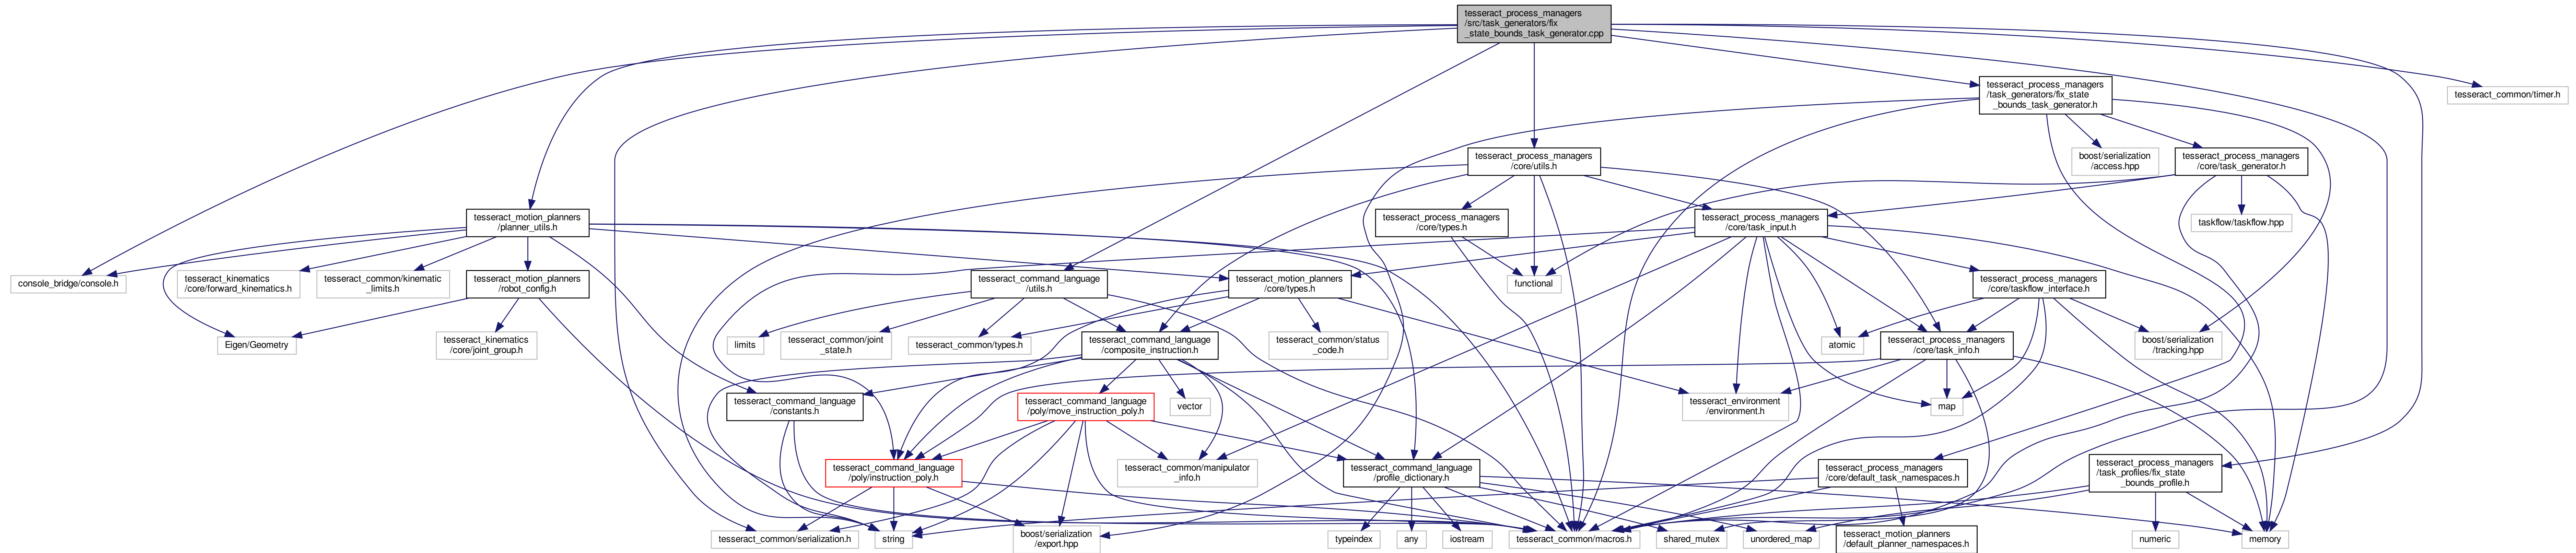 tesseract_process_managers
/src/task_generators/fix
_state_bounds_task_generator.cpp
tesseract_process_managers
/task_generators/fix_state
_bounds_task_generator.h
tesseract_common/timer.h
tesseract_process_managers
/core/utils.h
boost/serialization
/access.hpp
tesseract_process_managers
/core/task_generator.h
tesseract_motion_planners
/planner_utils.h
tesseract_process_managers
/core/types.h
tesseract_process_managers
/core/task_input.h
taskflow/taskflow.hpp
console_bridge/console.h
tesseract_kinematics
/core/forward_kinematics.h
tesseract_common/kinematic
_limits.h
tesseract_motion_planners
/robot_config.h
tesseract_command_language
/utils.h
tesseract_motion_planners
/core/types.h
functional
tesseract_process_managers
/core/taskflow_interface.h
Eigen/Geometry
tesseract_kinematics
/core/joint_group.h
limits
tesseract_common/joint
_state.h
tesseract_common/types.h
tesseract_command_language
/composite_instruction.h
tesseract_common/status
_code.h
atomic
tesseract_process_managers
/core/task_info.h
boost/serialization
/tracking.hpp
tesseract_command_language
/constants.h
tesseract_command_language
/poly/move_instruction_poly.h
vector
tesseract_environment
/environment.h
map
tesseract_command_language
/poly/instruction_poly.h
tesseract_common/manipulator
_info.h
tesseract_command_language
/profile_dictionary.h
tesseract_process_managers
/core/default_task_namespaces.h
tesseract_process_managers
/task_profiles/fix_state
_bounds_profile.h
tesseract_common/serialization.h
string
boost/serialization
/export.hpp
typeindex
any
iostream
tesseract_common/macros.h
shared_mutex
unordered_map
tesseract_motion_planners
/default_planner_namespaces.h
numeric
memory